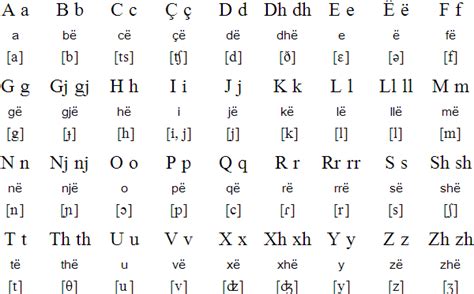 A a B b C c Ç ç D d Dh dh E e Ë ë F f
a bë cë çë dë dhë e ë fë
[a] [b] [ts] [ʧ] [d] [ð] [ɛ] [ə] [f]
G g Gj gj H h I i J j K k L l Ll ll M m
gë gjë hë i jë kë lë llë më
[g] [ɟ] [h] [i, j] [j] [k] [l] [ɫ] [m]
N n Nj nj O o P p Q q R r Rr rr S s Sh sh
në një o pë që rë rrë së shë
[n] [ɲ] [ɔ] [p] [c] [ɾ] [r] [s] [ʃ]
T t Th th U u V v X x Xh xh Y y Z z Zh zh
të thë u vë xë xhë y zë zhë
[t] [θ] [u] [v] [ʣ] [ʤ] [y] [z] [ʒ]